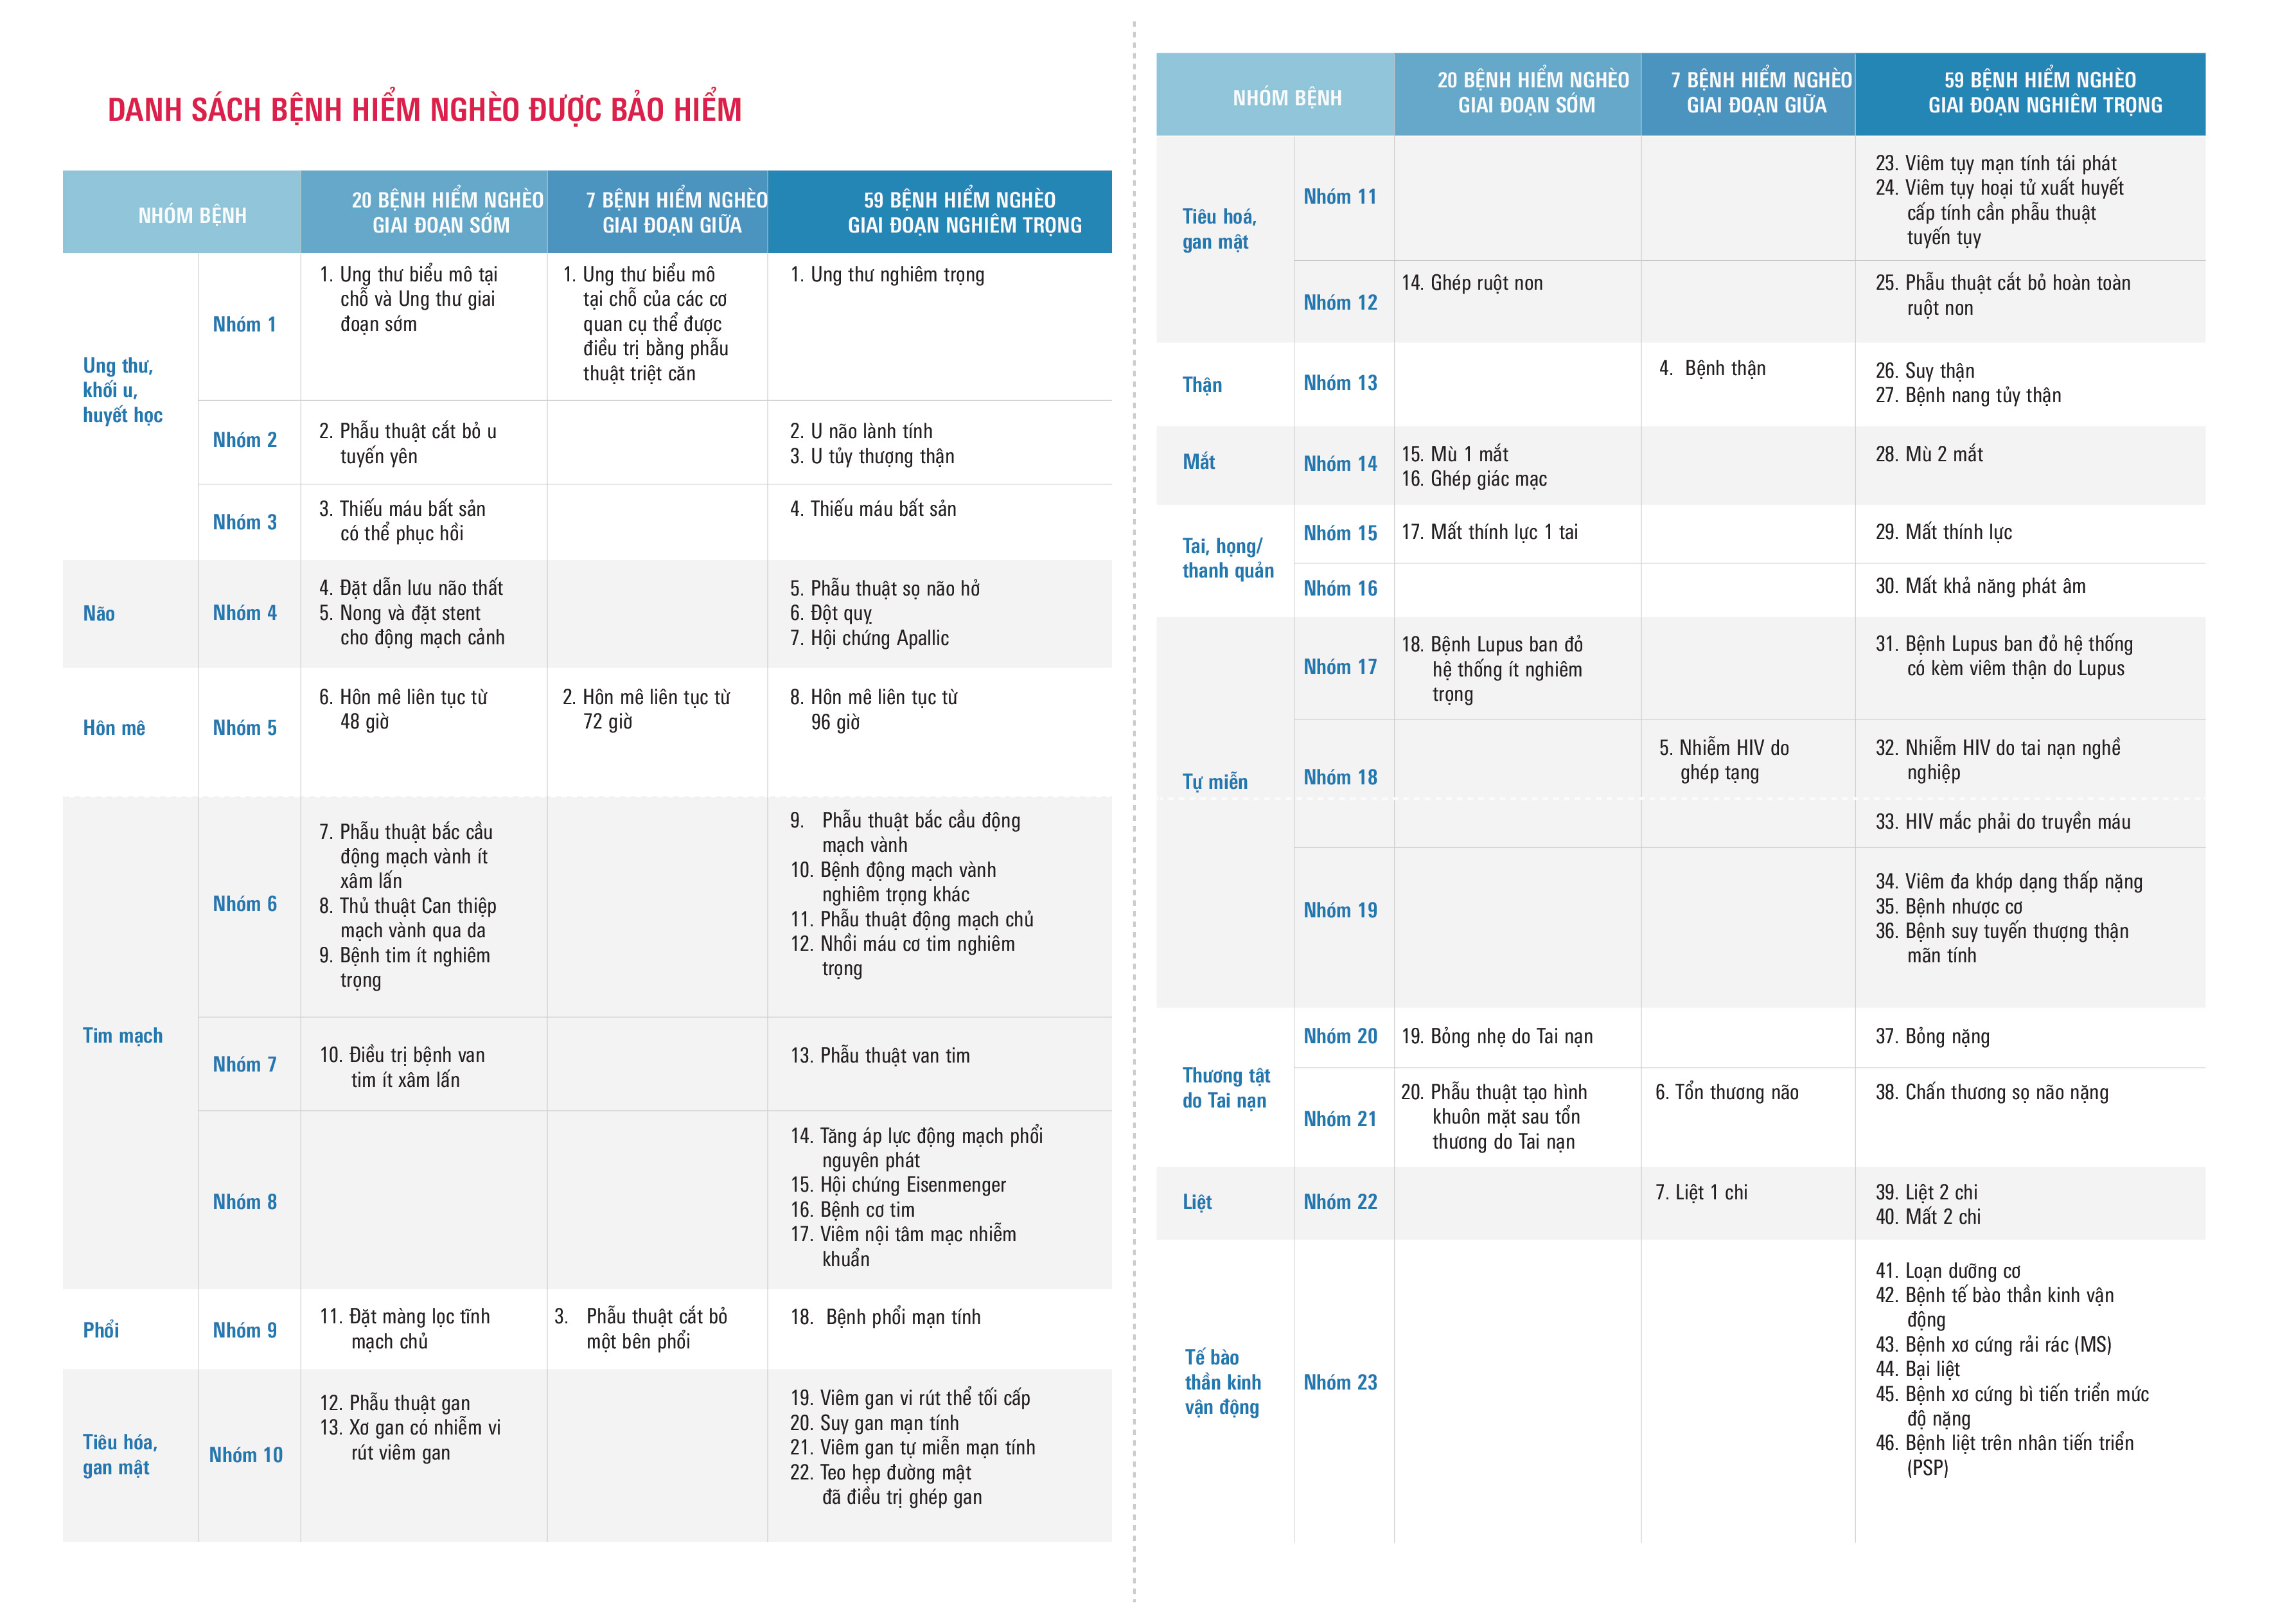 DANH SÁCH BỆNH HIỂM NGHÈO ĐƯỢC BẢO HIỂM
NHÓM BỆNH
20 BỆNH HIỂM NGHÈO
GIAI ĐOẠN SỚM
7 BỆNH HIỂM NGHÈO
GIAI ĐOẠN GIỮA
59 BỆNH HIỂM NGHÈO
GIAI ĐOẠN NGHIÊM TRỌNG
Ung thư,
khối u,
huyết học
Nhóm 1
1. Ung thư biểu mô tại
chỗ và Ung thư giai
đoạn sớm
1. Ung thư biểu mô
tại chỗ của các cơ
quan cụ thể được
điều trị bằng phẫu
thuật triệt căn
1. Ung thư nghiêm trọng
Nhóm 2
2. Phẫu thuật cắt bỏ u
tuyến yên
2. U não lành tính
3. U tủy thượng thận
Nhóm 3
3. Thiếu máu bất sản
có thể phục hồi
4. Thiếu máu bất sản
Não
Nhóm 4
4. Đặt dẫn lưu não thất
5. Nong và đặt stent
cho động mạch cảnh
5. Phẫu thuật sọ não hở
6. Đột quỵ
7. Hội chứng Apallic
Hôn mê
Nhóm 5
6. Hôn mê liên tục từ
48 giờ
2. Hôn mê liên tục từ
72 giờ
8. Hôn mê liên tục từ
96 giờ
Tim mạch
Nhóm 6
7. Phẫu thuật bắc cầu
động mạch vành ít
xâm lấn
8. Thủ thuật Can thiệp
mạch vành qua da
9. Bệnh tim ít nghiêm
trọng
9. Phẫu thuật bắc cầu động
mạch vành
10. Bệnh động mạch vành
nghiêm trọng khác
11. Phẫu thuật động mạch chủ
12. Nhồi máu cơ tim nghiêm
trọng
Nhóm 7
10. Điều trị bệnh van
tim ít xâm lấn
13. Phẫu thuật van tim
Nhóm 8
14. Tăng áp lực động mạch phổi
nguyên phát
15. Hội chứng Eisenmenger
16. Bệnh cơ tim
17. Viêm nội tâm mạc nhiễm
khuẩn
Phổi
Nhóm 9
11. Đặt màng lọc tĩnh
mạch chủ
3. Phẫu thuật cắt bỏ
một bên phổi
18. Bệnh phổi mạn tính
Tiêu hóa,
gan mật
Nhóm 10
12. Phẫu thuật gan
13. Xơ gan có nhiễm vi
rút viêm gan
19. Viêm gan vi rút thể tối cấp
20. Suy gan mạn tính
21. Viêm gan tự miễn mạn tính
22. Teo hẹp đường mật
đã điều trị ghép gan
NHÓM BỆNH
20 BỆNH HIỂM NGHÈO
GIAI ĐOẠN SỚM
7 BỆNH HIỂM NGHÈO
GIAI ĐOẠN GIỮA
59 BỆNH HIỂM NGHÈO
GIAI ĐOẠN NGHIÊM TRỌNG
Tiêu hoá,
gan mật
Nhóm 11
23. Viêm tụy mạn tính tái phát
24. Viêm tụy hoại tử xuất huyết
cấp tính cần phẫu thuật
tuyến tụy
Nhóm 12
14. Ghép ruột non
25. Phẫu thuật cắt bỏ hoàn toàn
ruột non
Thận
Nhóm 13
4. Bệnh thận
26. Suy thận
27. Bệnh nang tủy thận
Mắt
Nhóm 14
15. Mù 1 mắt
16. Ghép giác mạc
28. Mù 2 mắt
Tai, họng/
thanh quản
Nhóm 15
17. Mất thính lực 1 tai
29. Mất thính lực
Nhóm 16
30. Mất khả năng phát âm
Tự miễn
Nhóm 17
18. Bệnh Lupus ban đỏ
hệ thống ít nghiêm
trọng
31. Bệnh Lupus ban đỏ hệ thống
có kèm viêm thận do Lupus
Nhóm 18
5. Nhiễm HIV do
ghép tạng
32. Nhiễm HIV do tai nạn nghề
nghiệp
33. HIV mắc phải do truyền máu
Nhóm 19
34. Viêm đa khớp dạng thấp nặng
35. Bệnh nhược cơ
36. Bệnh suy tuyến thượng thận
mãn tính
Thương tật
do Tai nạn
Nhóm 20
19. Bỏng nhẹ do Tai nạn
37. Bỏng nặng
Nhóm 21
20. Phẫu thuật tạo hình
khuôn mặt sau tổn
thương do Tai nạn
6. Tổn thương não
38. Chấn thương sọ não nặng
Liệt
Nhóm 22
7. Liệt 1 chi
39. Liệt 2 chi
40. Mất 2 chi
Tế bào
thần kinh
vận động
Nhóm 23
41. Loạn dưỡng cơ
42. Bệnh tế bào thần kinh vận
động
43. Bệnh xơ cứng rải rác (MS)
44. Bại liệt
45. Bệnh xơ cứng bì tiến triển mức
độ nặng
46. Bệnh liệt trên nhân tiến triển
(PSP)